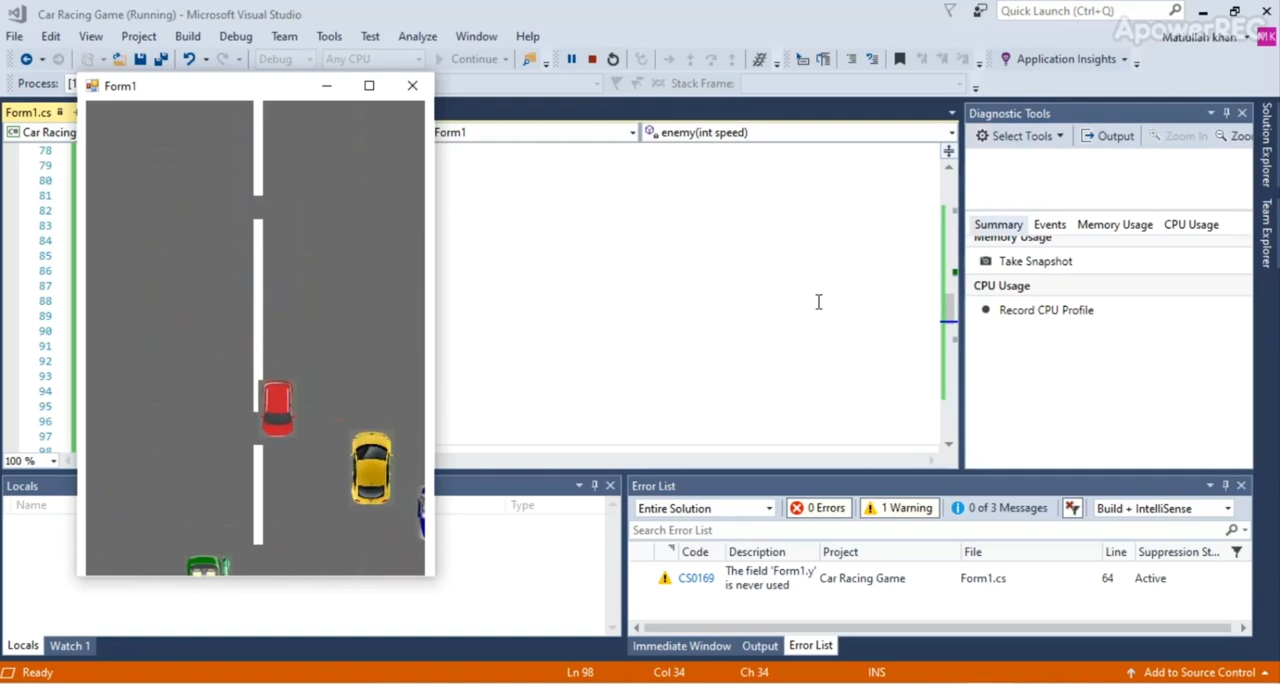 Car Racing Game (Running) - Microsoft Visual Studio
Quick Launch (Ctrl+Q)
ApowerREC
File Edit View Project Build Debug Team Tools Test Analyze Window Help
Matiullah khan
MK
Debug Any CPU Continue Application Insights
Process: [1 Stack Frame:
Form1
Form1.cs
Diagnostic Tools
Car Racing Form1 enemy(int speed)
Select Tools Output Zoom In Zoo
Solution Explorer
Team Explorer
78
79
80
81
82
83
84
85
86
87
88
89
90
91
92
93
94
95
96
97
98
Summary Events Memory Usage CPU Usage
Memory Usage
Take Snapshot
CPU Usage
Record CPU Profile
100 %
Locals
Name Type
Error List
Entire Solution 0 Errors 1 Warning 0 of 3 Messages Build + IntelliSense
Search Error List
Code Description Project File Line Suppression St...
CS0169 The field 'Form1.y' is never used Car Racing Game Form1.cs 64 Active
Locals Watch 1
Immediate Window Output Error List
Ready Ln 98 Col 34 Ch 34 INS Add to Source Control